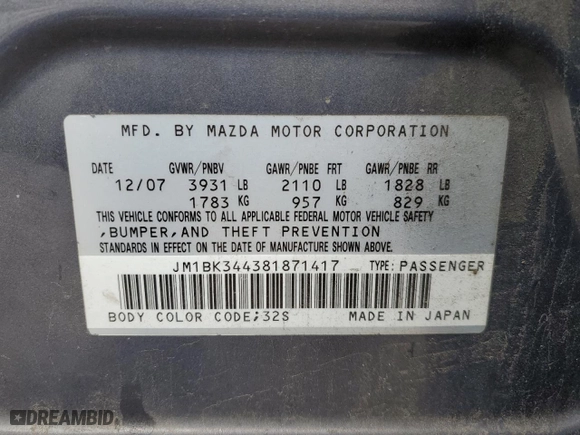 MFD. BY MAZDA MOTOR CORPORATION
DATE GVWR/PNBV GAWR/PNBE FRT GAWR/PNBE RR
12/07 3931 LB 2110 LB 1828 LB
1783 KG 957 KG 829 KG
THIS VEHICLE CONFORMS TO ALL APPLICABLE FEDERAL MOTOR VEHICLE SAFETY
,BUMPER,AND THEFT PREVENTION
STANDARDS IN EFFECT ON THE DATE OF MANUFACTURE SHOWN ABOVE.
JM1BK344381871417 TYPE:PASSENGER
BODY COLOR CODE;32S MADE IN JAPAN
DREAMBID.com